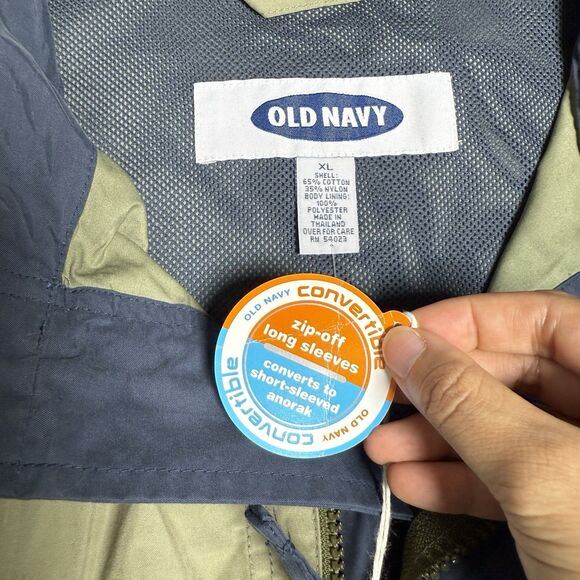 OLD NAVY
XL
SHELL:
65% COTTON
35% NYLON
BODY LINING:
100%
POLYESTER
MADE IN
THAILAND
OVER FOR CARE
RN 54023
OLD NAVY convertible
zip-off
long sleeves
converts to
short-sleeved
anorak
OLD NAVY convertible